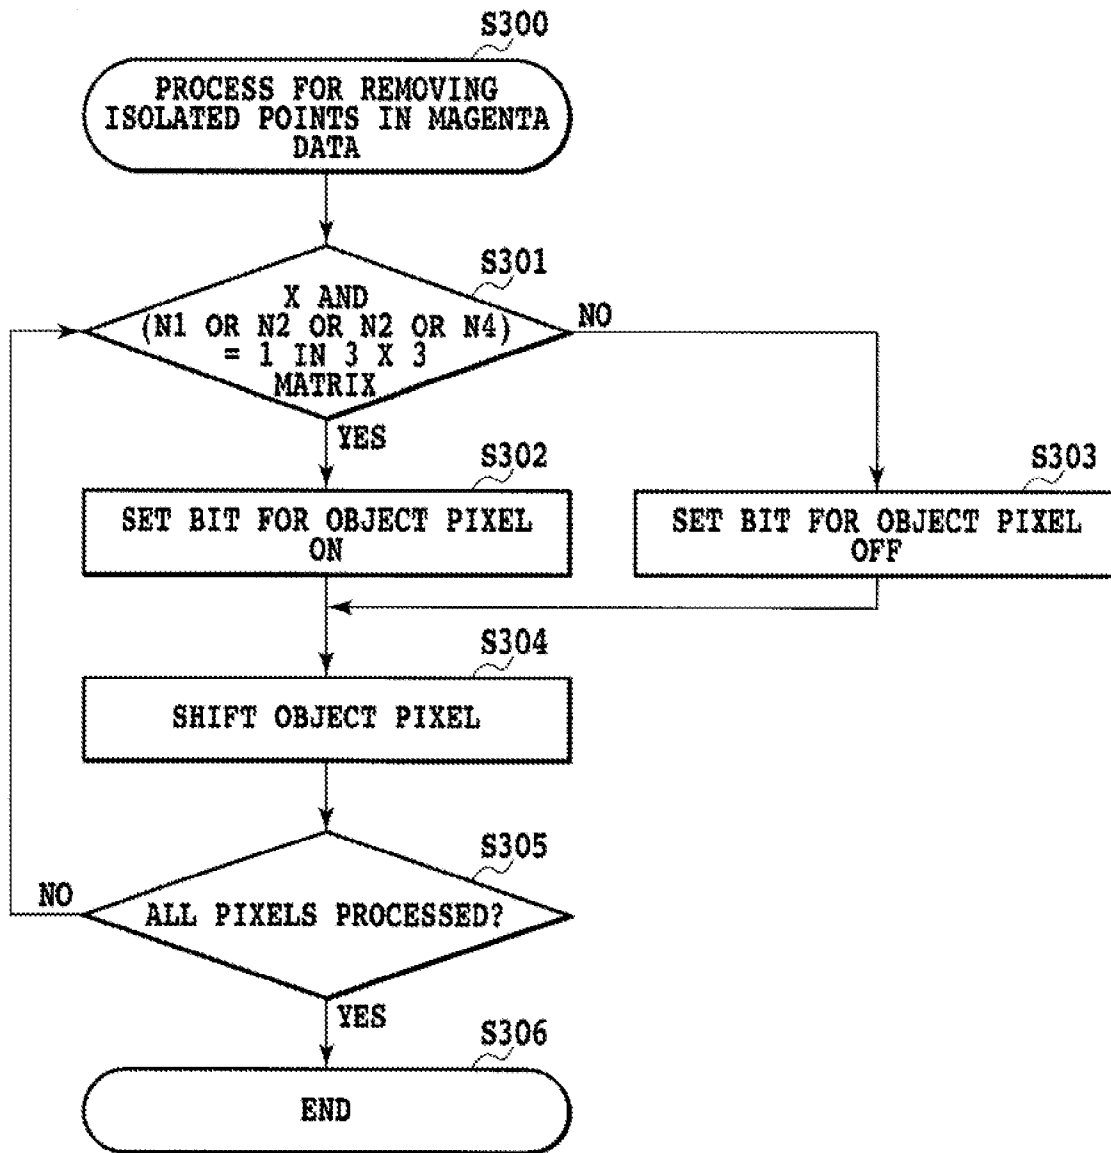 S300
PROCESS FOR REMOVING
ISOLATED POINTS IN MAGENTA
DATA
S301
X AND
(N1 OR N2 OR N2 OR N4)
= 1 IN 3 X 3
MATRIX
NO
YES
S302
SET BIT FOR OBJECT PIXEL
ON
S303
SET BIT FOR OBJECT PIXEL
OFF
S304
SHIFT OBJECT PIXEL
S305
NO
ALL PIXELS PROCESSED?
YES
S306
END